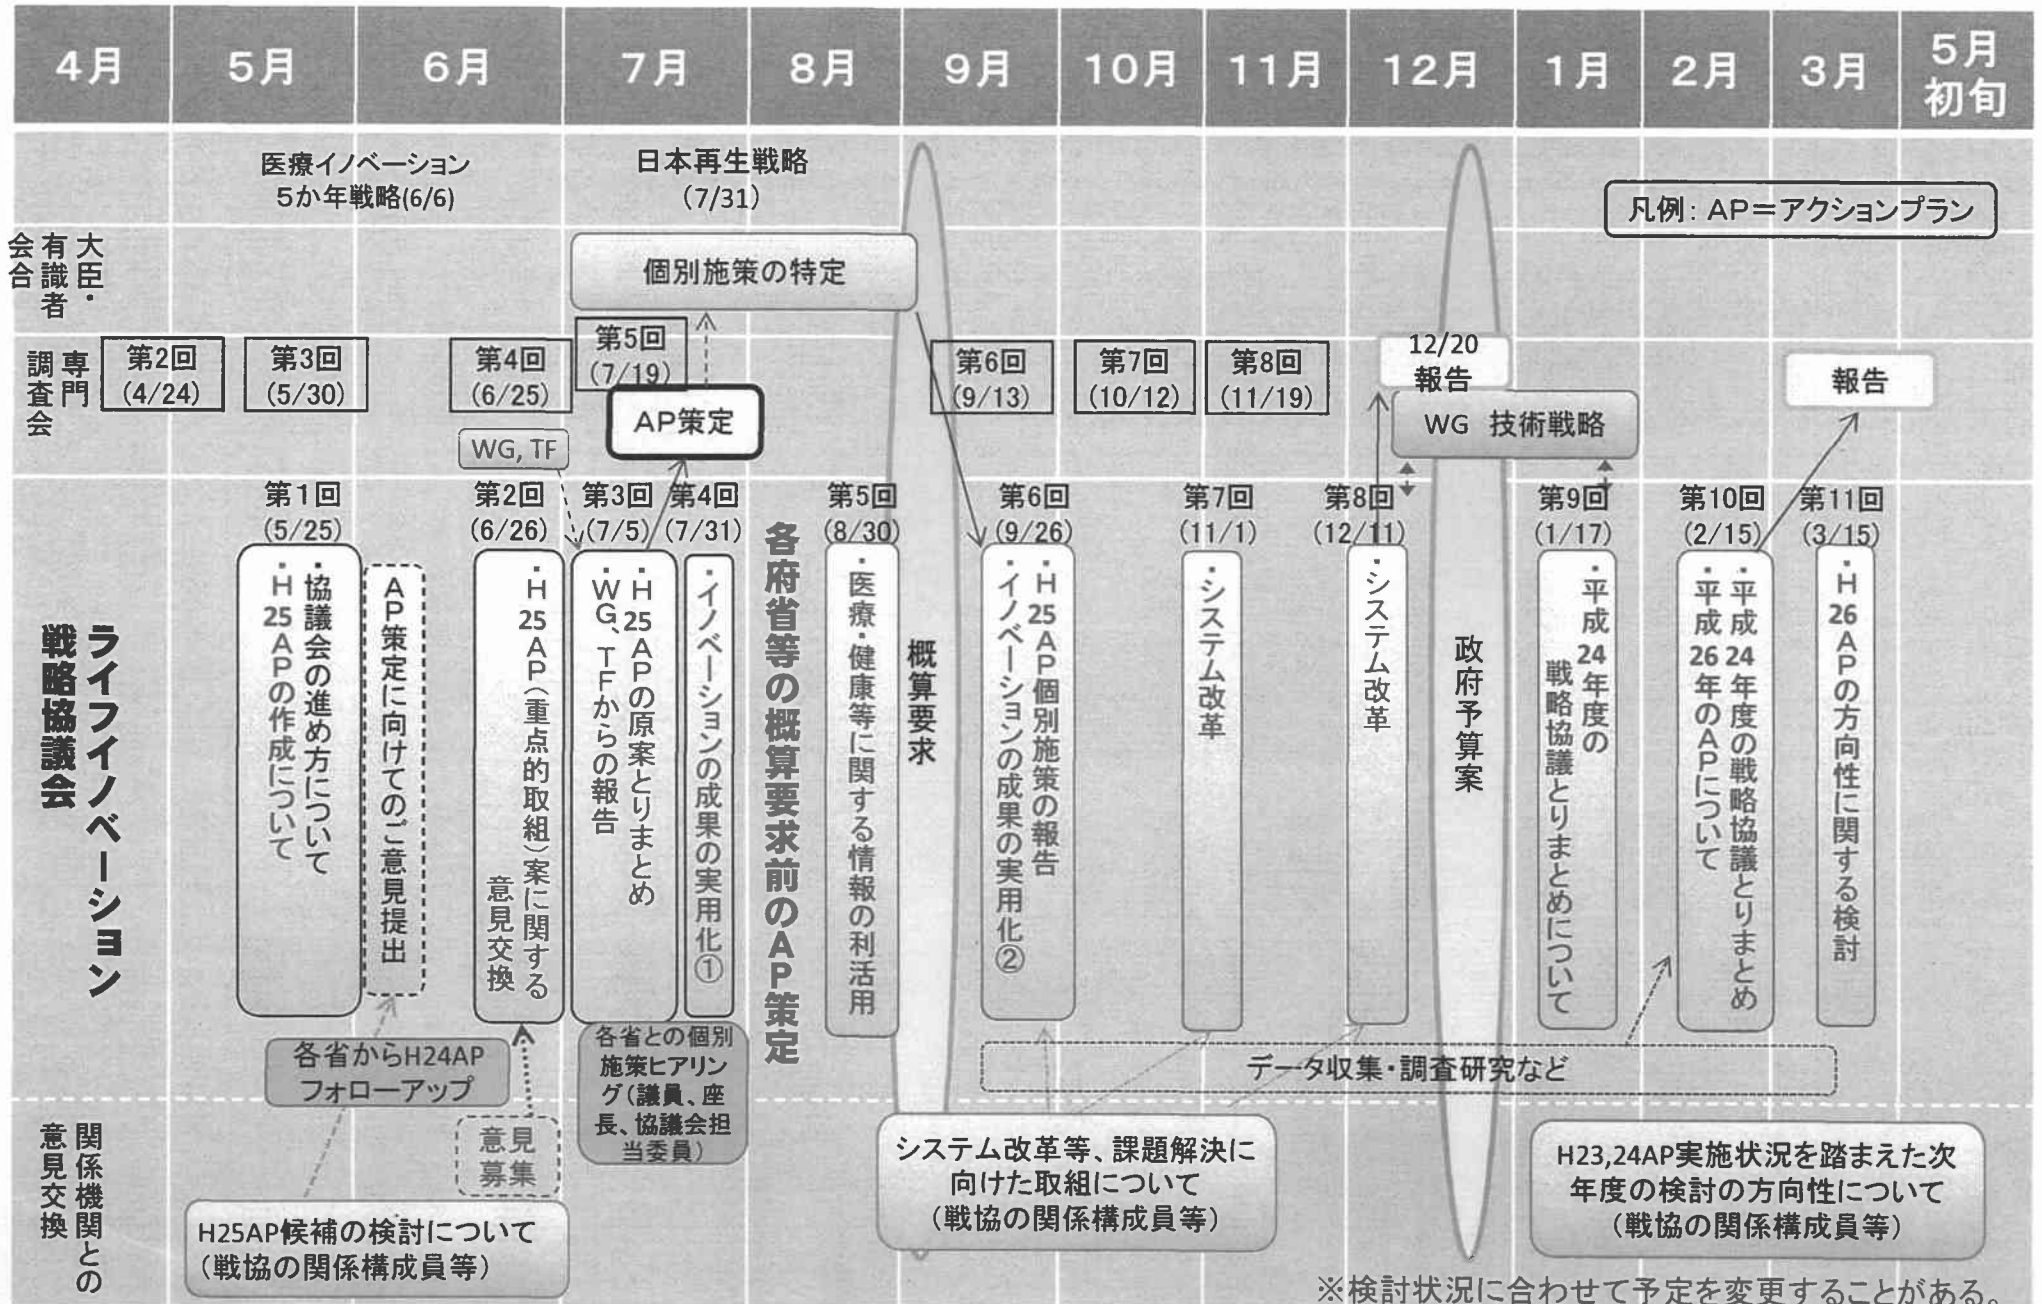 4月
5月
6月
7月
8月
9月
10月
11月
12月
1月
2月
3月
5月
初旬
医療イノベーション
5か年戦略(6/6)
日本再生戦略
(7/31)
凡例：AP＝アクションプラン
大臣・
有識者
会合
個別施策の特定
専門
調査会
第2回
(4/24)
第3回
(5/30)
第4回
(6/25)
第5回
(7/19)
AP策定
WG, TF
第6回
(9/13)
第7回
(10/12)
第8回
(11/19)
12/20
報告
WG 技術戦略
報告
ライフイノベーション
戦略協議会
第1回
(5/25)
・協議会の進め方について
・H25APの作成について
AP策定に向けてのご意見提出
第2回
(6/26)
・H25AP（重点的取組）案に関する
意見交換
第3回
(7/5)
・H25APの原案とりまとめ
・WG、TFからの報告
第4回
(7/31)
・イノベーションの成果の実用化①
各府省等の概算要求前のAP策定
第5回
(8/30)
・医療・健康等に関する情報の利活用
概算要求
第6回
(9/26)
・H25AP個別施策の報告
・イノベーションの成果の実用化②
第7回
(11/1)
・システム改革
第8回
(12/11)
・システム改革
政府予算案
第9回
(1/17)
・平成24年度の
戦略協議とりまとめについて
第10回
(2/15)
・平成24年度の戦略協議とりまとめ
・平成26年のAPについて
第11回
(3/15)
・H26APの方向性に関する検討
各省からH24AP
フォローアップ
各省との個別
施策ヒアリン
グ（議員、座
長、協議会担
当委員）
データ収集・調査研究など
関係機関との
意見交換
意見
募集
H25AP候補の検討について
（戦協の関係構成員等）
システム改革等、課題解決に
向けた取組について
（戦協の関係構成員等）
H23,24AP実施状況を踏まえた次
年度の検討の方向性について
（戦協の関係構成員等）
※検討状況に合わせて予定を変更することがある。